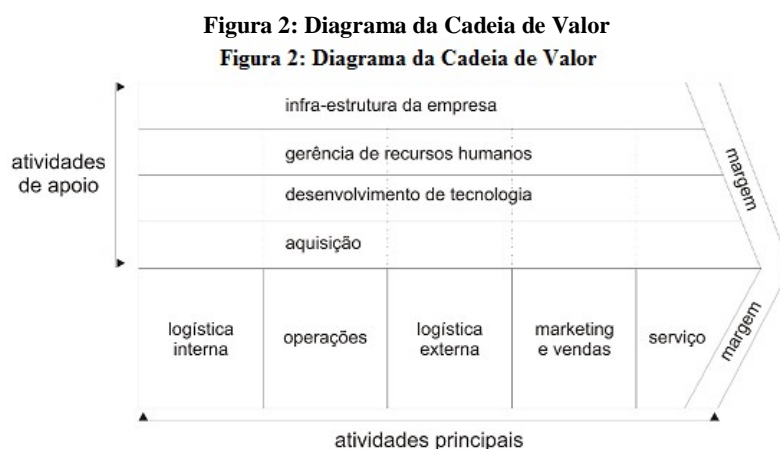 Figura 2: Diagrama da Cadeia de Valor
Figura 2: Diagrama da Cadeia de Valor
infra-estrutura da empresa
gerência de recursos humanos
desenvolvimento de tecnologia
aquisição
atividades
de apoio
margem
logística
interna
operações
logística
externa
marketing
e vendas
serviço
margem
atividades principais